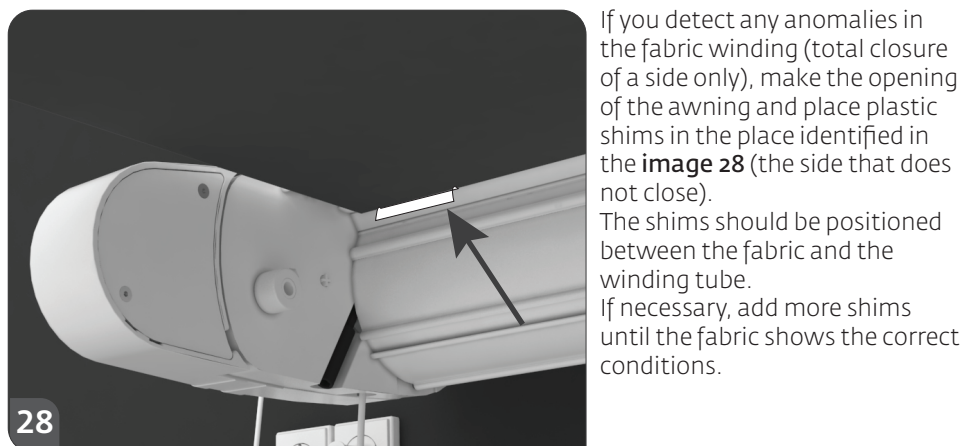 If you detect any anomalies in
the fabric winding (total closure
of a side only), make the opening
of the awning and place plastic
shims in the place identified in
the image 28 (the side that does
not close).
The shims should be positioned
between the fabric and the
winding tube.
If necessary, add more shims
until the fabric shows the correct
conditions.
28